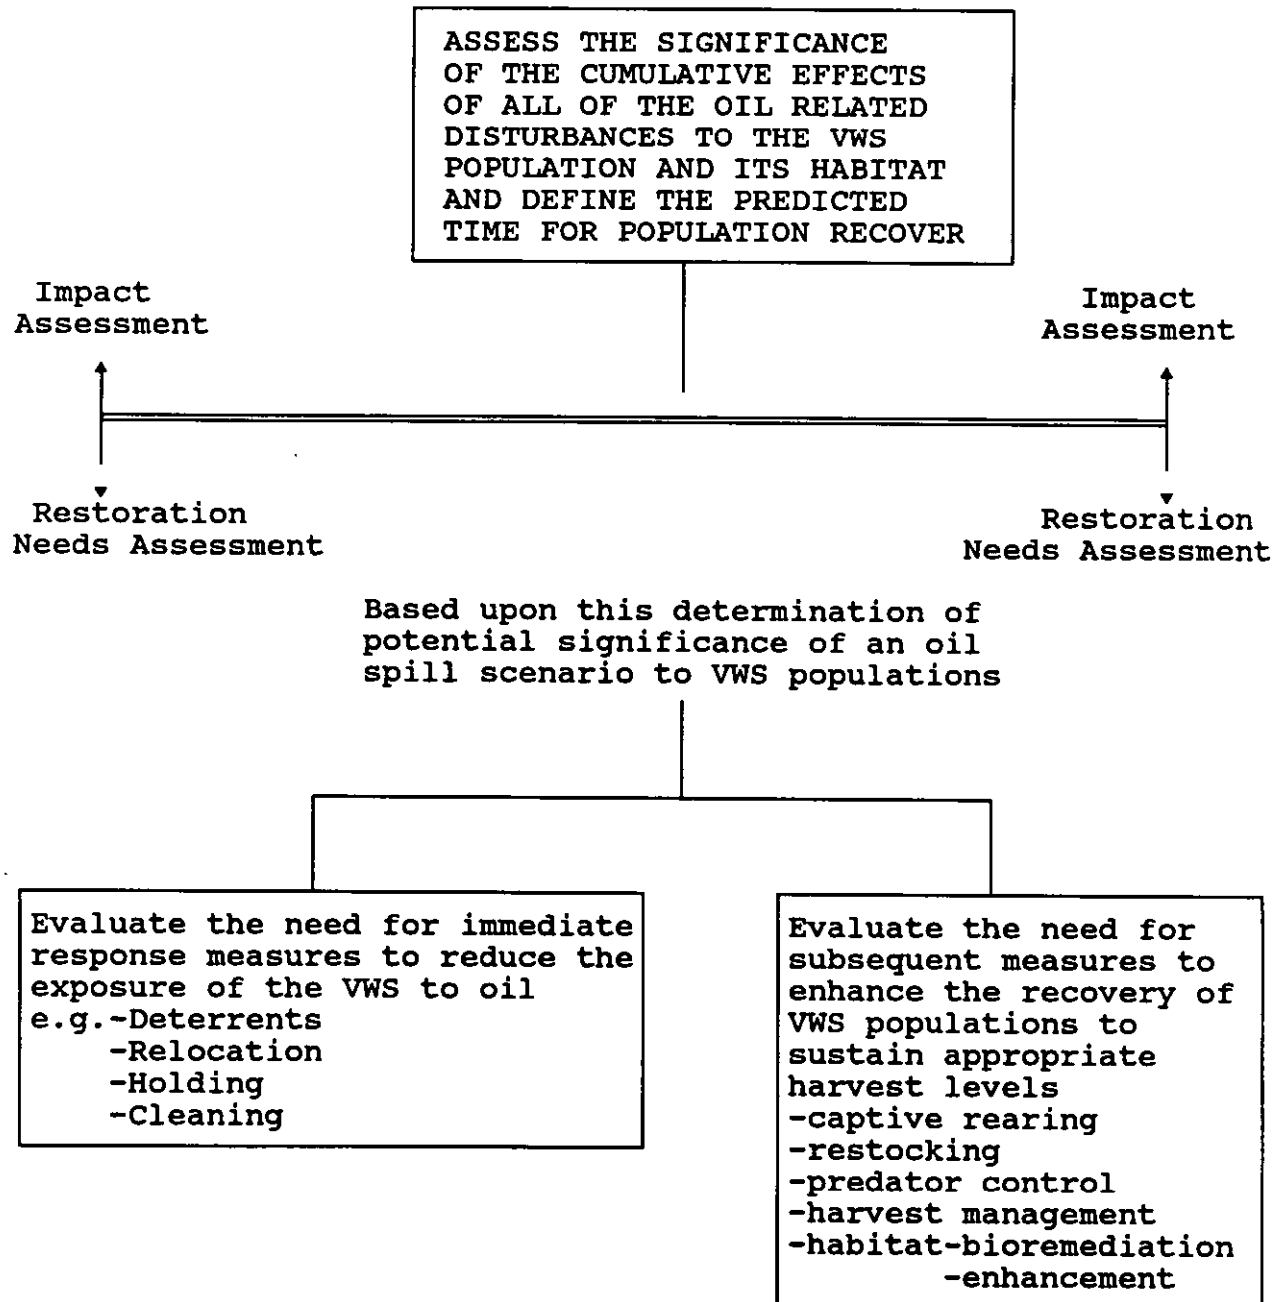 ASSESS THE SIGNIFICANCE
OF THE CUMULATIVE EFFECTS
OF ALL OF THE OIL RELATED
DISTURBANCES TO THE VWS
POPULATION AND ITS HABITAT
AND DEFINE THE PREDICTED
TIME FOR POPULATION RECOVER
Impact
Assessment
Impact
Assessment
Restoration
Needs Assessment
Restoration
Needs Assessment
Based upon this determination of
potential significance of an oil
spill scenario to VWS populations
Evaluate the need for immediate
response measures to reduce the
exposure of the VWS to oil
e.g.-Deterrents
-Relocation
-Holding
-Cleaning
Evaluate the need for
subsequent measures to
enhance the recovery of
VWS populations to
sustain appropriate
harvest levels
-captive rearing
-restocking
-predator control
-harvest management
-habitat-bioremediation
-enhancement